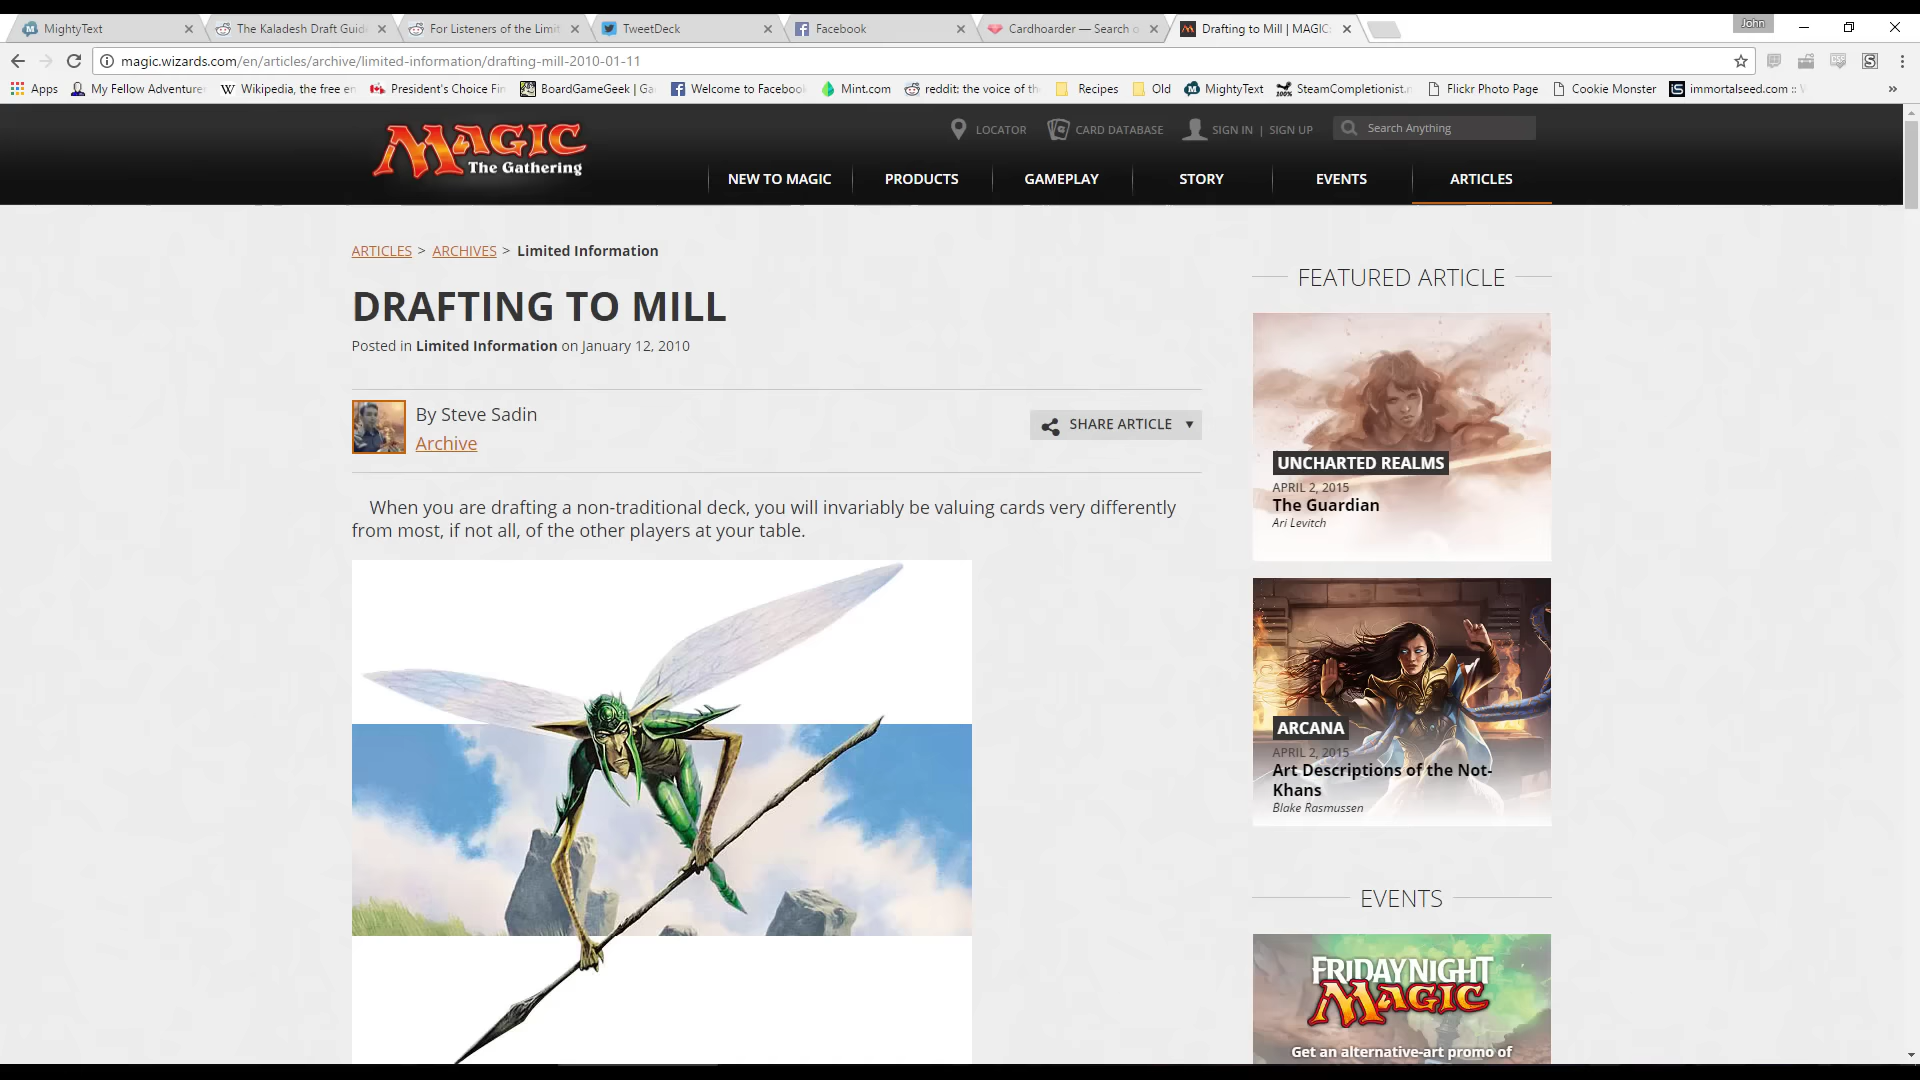 MightyText
The Kaladesh Draft Guid
For Listeners of the Limit
TweetDeck
Facebook
Cardhoarder — Search o
Drafting to Mill | MAGIC:
John
magic.wizards.com/en/articles/archive/limited-information/drafting-mill-2010-01-11
Apps
My Fellow Adventure
Wikipedia, the free en
President's Choice Fin
BoardGameGeek | Ga
Welcome to Facebook
Mint.com
reddit: the voice of th
Recipes
Old
MightyText
SteamCompletionist.n
Flickr Photo Page
Cookie Monster
immortalseed.com ::
»
MAGIC
The Gathering
LOCATOR
CARD DATABASE
SIGN IN | SIGN UP
Search Anything
NEW TO MAGIC
PRODUCTS
GAMEPLAY
STORY
EVENTS
ARTICLES
ARTICLES > ARCHIVES > Limited Information
DRAFTING TO MILL
Posted in Limited Information on January 12, 2010
By Steve Sadin
Archive
SHARE ARTICLE
When you are drafting a non-traditional deck, you will invariably be valuing cards very differently
from most, if not all, of the other players at your table.
FEATURED ARTICLE
UNCHARTED REALMS
APRIL 2, 2015
The Guardian
Ari Levitch
ARCANA
APRIL 2, 2015
Art Descriptions of the Not-
Khans
Blake Rasmussen
EVENTS
FRIDAY NIGHT
MAGIC
Get an alternative-art promo of